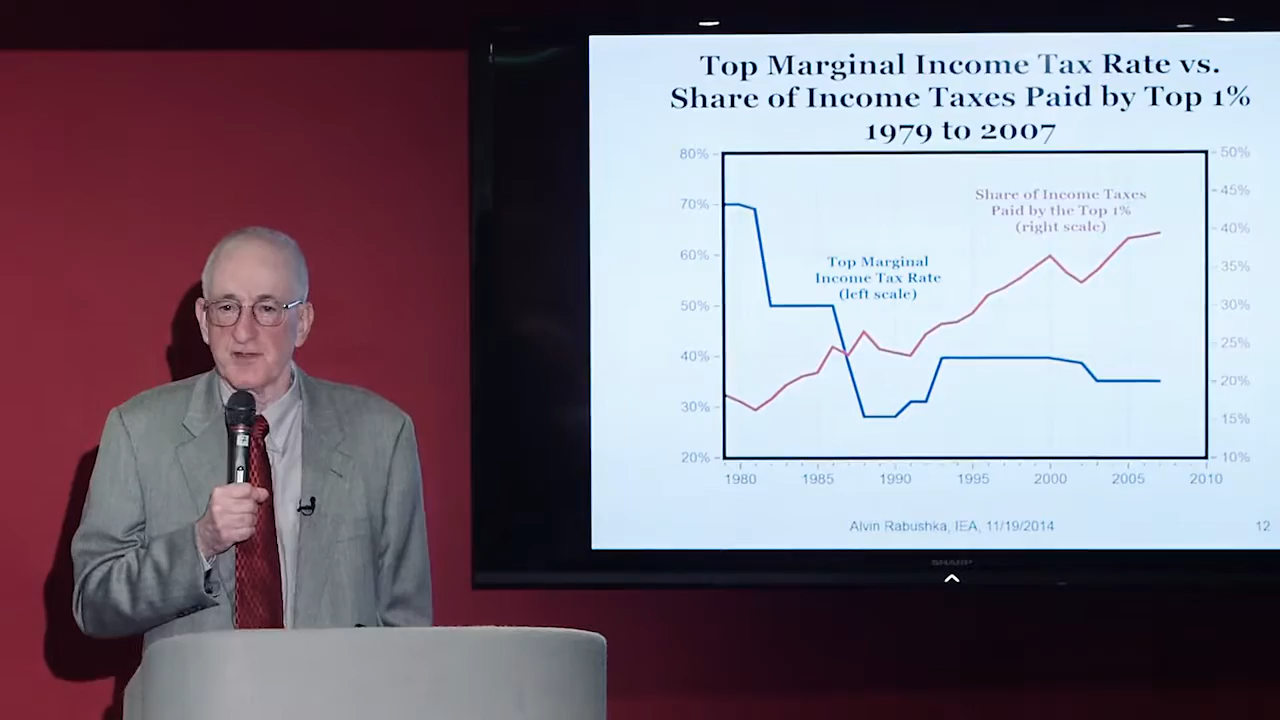 Top Marginal Income Tax Rate vs.
Share of Income Taxes Paid by Top 1%
1979 to 2007
80%
70%
60%
50%
40%
30%
20%
50%
45%
40%
35%
30%
25%
20%
15%
10%
Share of Income Taxes
Paid by the Top 1%
(right scale)
Top Marginal
Income Tax Rate
(left scale)
1980 1985 1990 1995 2000 2005 2010
Alvin Rabushka, IEA, 11/19/2014 12
SHARP